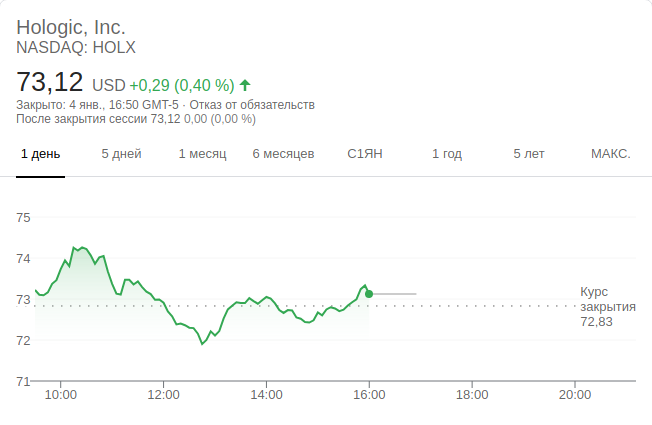 Hologic, Inc.
NASDAQ: HOLX
73,12 USD +0,29 (0,40 %)
Закрыто: 4 янв., 16:50 GMT-5 · Отказ от обязательств
После закрытия сессии 73,12 0,00 (0,00 %)
1 день 5 дней 1 месяц 6 месяцев С1ЯН 1 год 5 лет МАКС.
75
74
73
72
71
Курс
закрытия
72,83
10:00 12:00 14:00 16:00 18:00 20:00